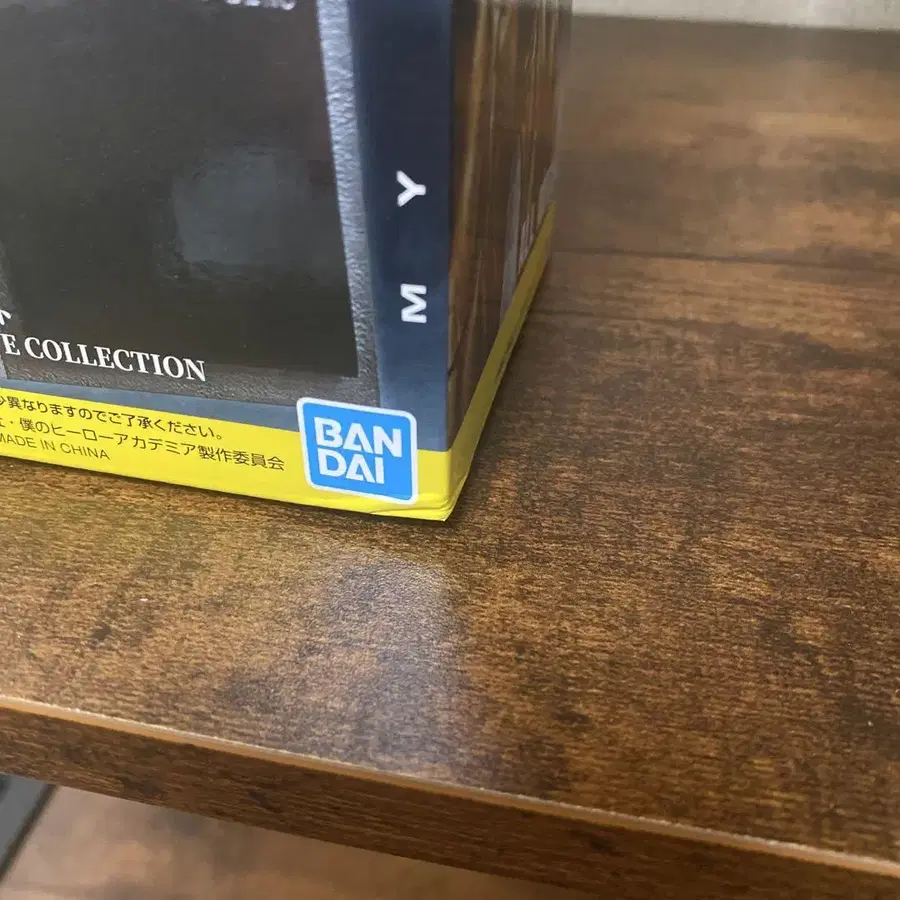 E COLLECTION
少異なりますのでご了承ください。
・僕のヒーローアカデミア製作委員会
MADE IN CHINA
BAN
DAI
MY